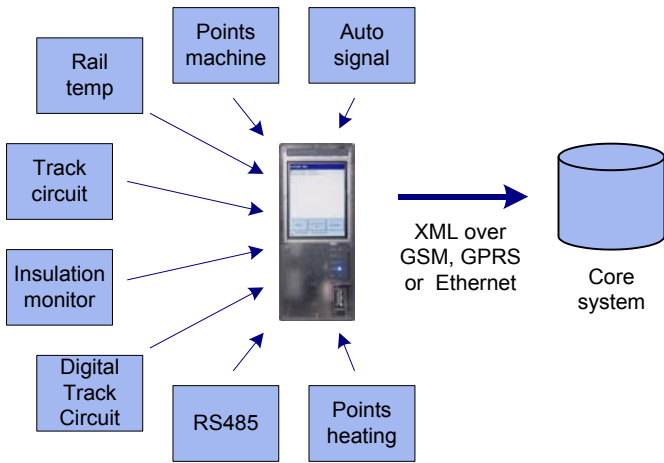 Points
machine
Auto
signal
Rail
temp
Track
circuit
Insulation
monitor
Digital
Track
Circuit
RS485
Points
heating
XML over
GSM, GPRS
or Ethernet
Core
system